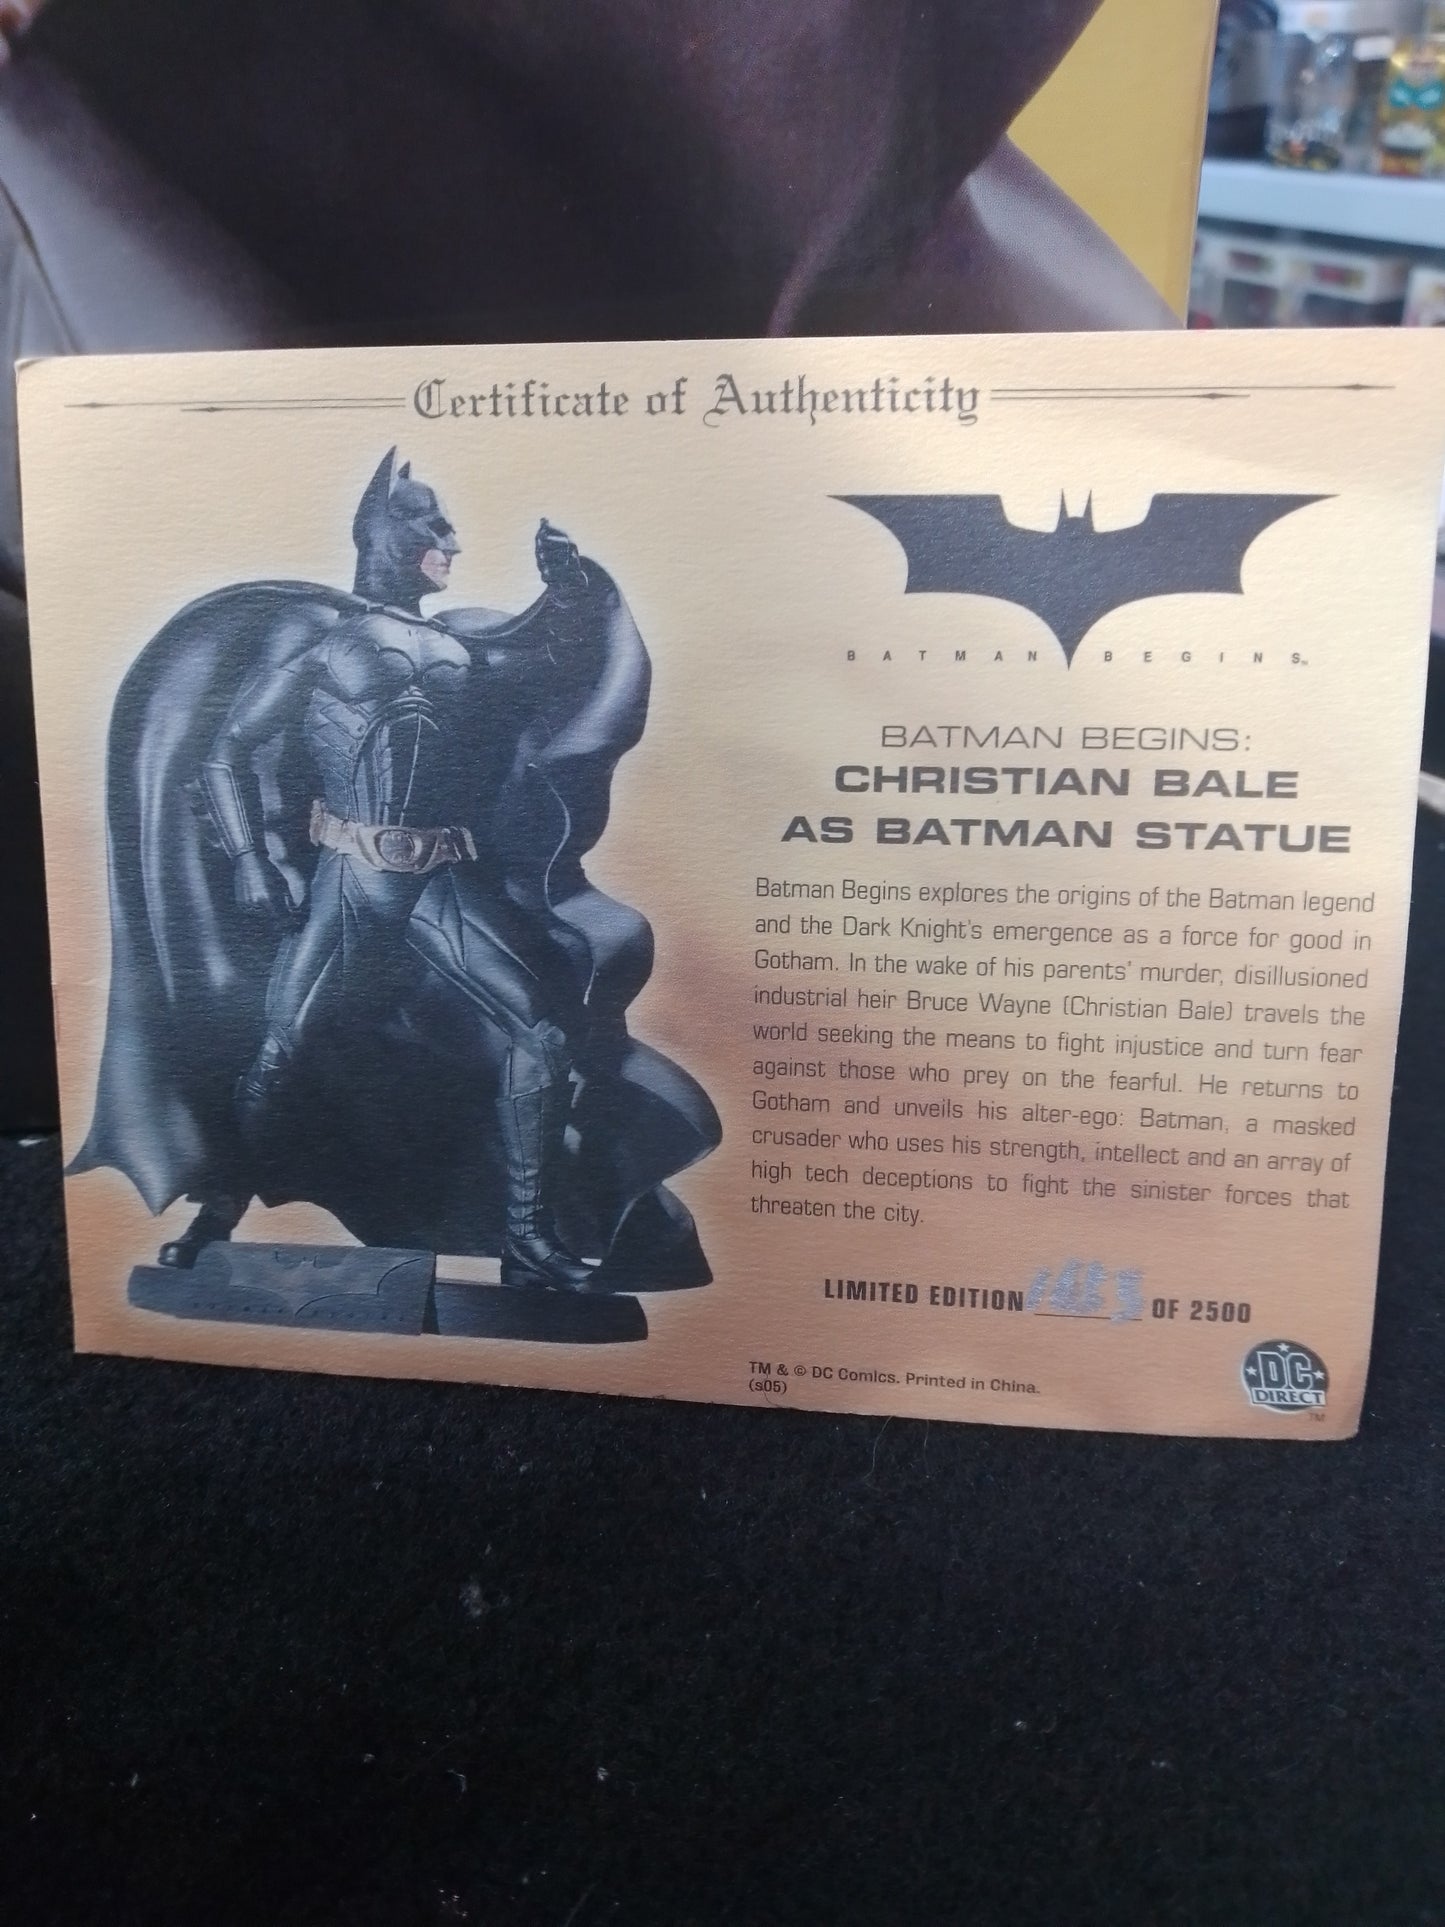 Certificate of Authenticity
BATMAN BEGINS™
BATMAN BEGINS:
CHRISTIAN BALE
AS BATMAN STATUE
Batman Begins explores the origins of the Batman legend
and the Dark Knight's emergence as a force for good in
Gotham. In the wake of his parents' murder, disillusioned
industrial heir Bruce Wayne (Christian Bale) travels the
world seeking the means to fight injustice and turn fear
against those who prey on the fearful. He returns to
Gotham and unveils his alter-ego: Batman, a masked
crusader who uses his strength, intellect and an array of
high tech deceptions to fight the sinister forces that
threaten the city.
LIMITED EDITION OF 2500
TM & © DC Comics. Printed in China.
(s05)
DC
DIRECT
TM